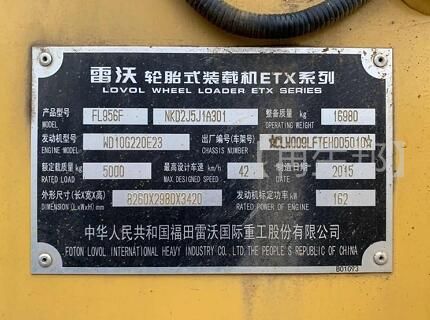 雷沃 轮胎式装载机ETX系列
LOVOL WHEEL LOADER ETX SERIES
产品型号 FL956F NKD2J5J1A301 整备质量 kg 16980
MODEL OPERATING WEIGHT
发动机型号 WD10G220E23 出厂编号(车架号)
ENGINE MODEL CHASSIS NUMBER
额定载质量 kg 5000 最高设计车速 km/h 42 制造日期 2015
RATED LOAD MAX DESIGNED SPEED DATE
外形尺寸(长X宽X高) 8260X2980X3420 发动机标定功率 kW 162
DIMENSION (LxWxH) mm RATED POWER OF ENGINE
中华人民共和国福田雷沃国际重工股份有限公司
FOTON LOVOL INTERNATIONAL HEAVY INDUSTRY CO., LTD. THE PEOPLE'S REPUBLIC OF CHINA